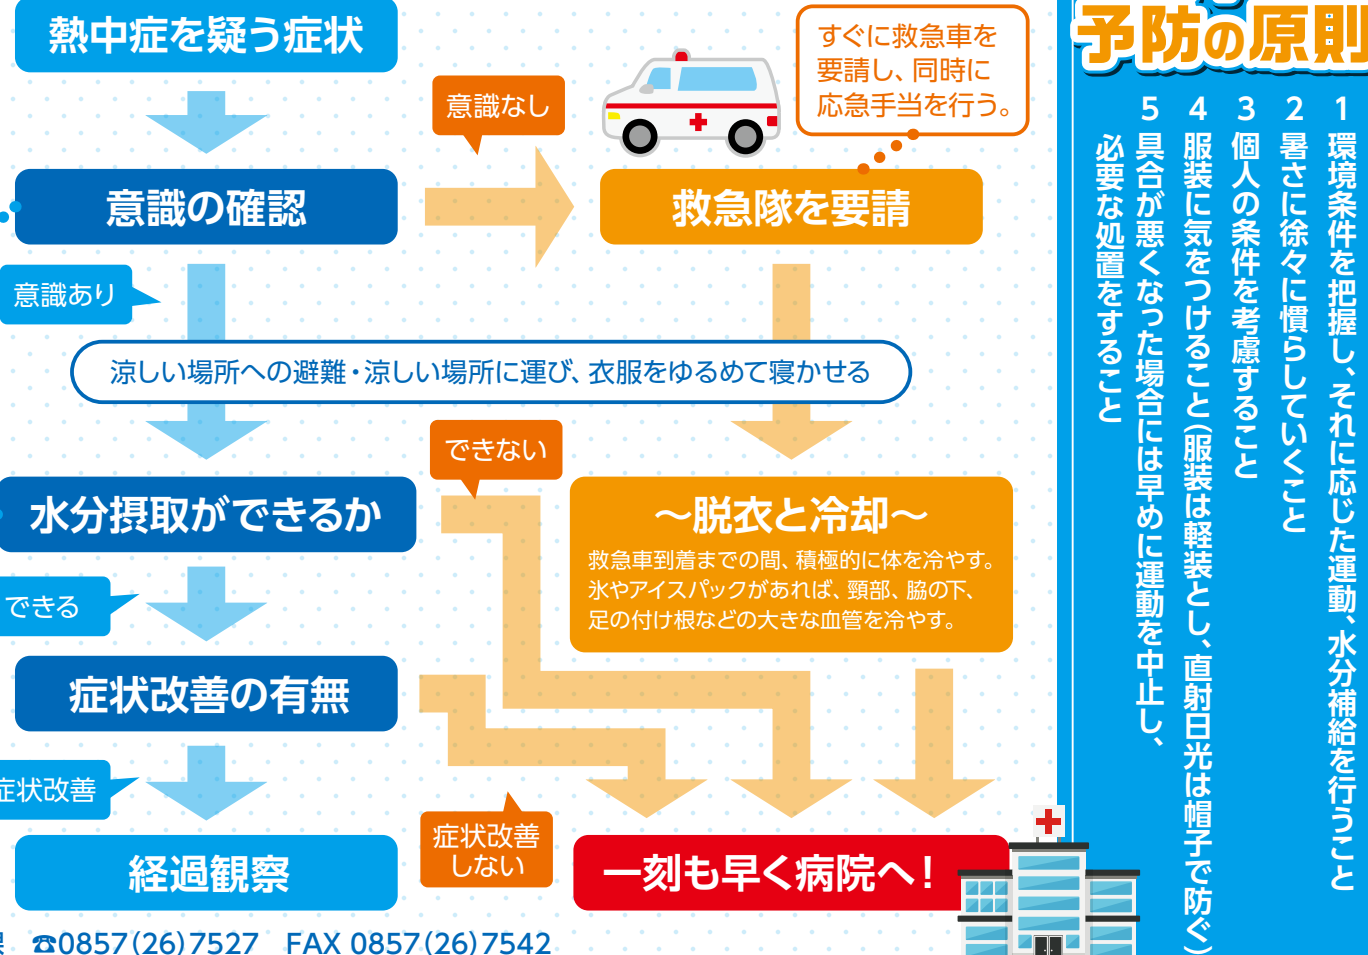 熱中症を疑う症状
意識なし
すぐに救急車を
要請し、同時に
応急手当を行う。
意識の確認
救急隊を要請
意識あり
涼しい場所への避難・涼しい場所に運び、衣服をゆるめて寝かせる
できない
水分摂取ができるか
〜脱衣と冷却〜
救急車到着までの間、積極的に体を冷やす。
氷やアイスパックがあれば、頸部、脇の下、
足の付け根などの大きな血管を冷やす。
できる
症状改善の有無
症状改善
症状改善
しない
経過観察
一刻も早く病院へ！
課 ☎0857(26)7527 FAX 0857(26)7542
予防の原則
1 環境条件を把握し、それに応じた運動、水分補給を行うこと
2 暑さに徐々に慣らしていくこと
3 個人の条件を考慮すること
4 服装に気をつけること(服装は軽装とし、直射日光は帽子で防ぐ)
5 具合が悪くなった場合には早めに運動を中止し、
必要な処置をすること